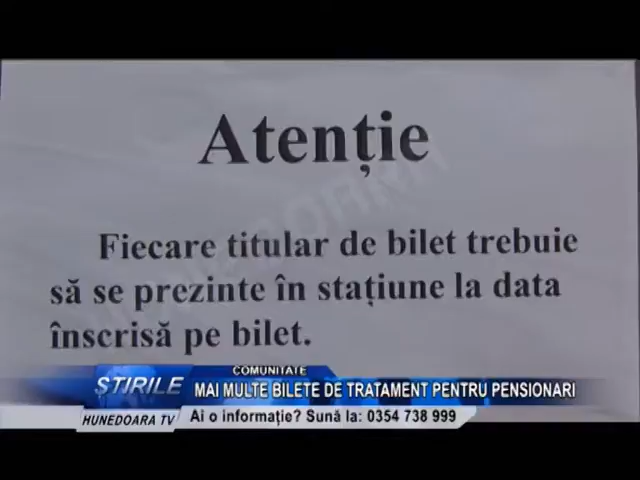 Atenție
Fiecare titular de bilet trebuie
să se prezinte în stațiune la data
înscrisă pe bilet.
COMUNITATE
ȘTIRILE
MAI MULTE BILETE DE TRATAMENT PENTRU PENSIONARI
HUNEDOARA TV
Ai o informație? Sună la: 0354 738 999